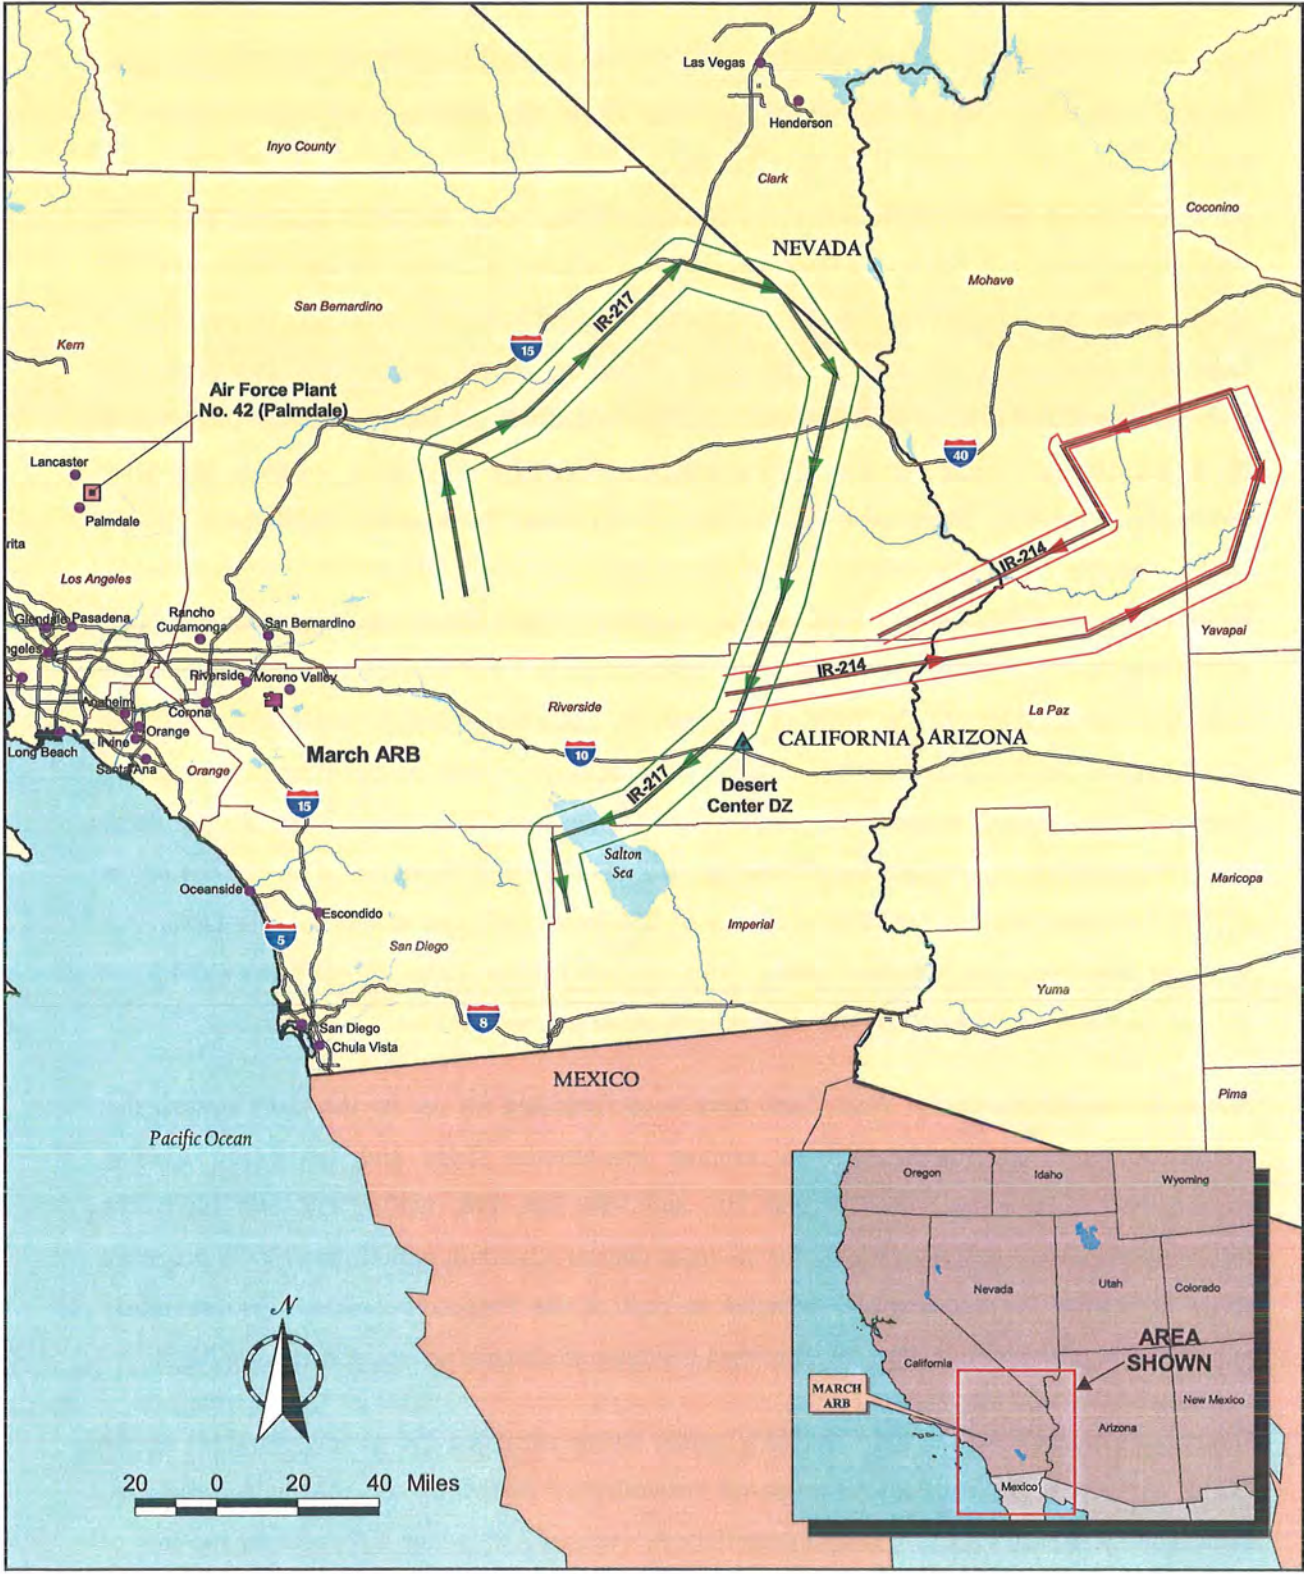 Las Vegas
Henderson
Inyo County
Clark
Coconino
NEVADA
Mohave
San Bernardino
IR-217
Kern
15
Air Force Plant
No. 42 (Palmdale)
40
Lancaster
Palmdale
rita
IR-214
Los Angeles
Glendale
Pasadena
Rancho
Cucamonga
San Bernardino
Yavapai
ngeles
d
Riverside
Moreno Valley
IR-214
Anaheim
Corona
Riverside
La Paz
Orange
Irvine
CALIFORNIA
ARIZONA
Long Beach
March ARB
10
Santa Ana
Orange
IR-217
Desert
Center DZ
15
Salton
Sea
Maricopa
Oceanside
Escondido
Imperial
5
San Diego
Yuma
8
San Diego
Chula Vista
MEXICO
Pima
Pacific Ocean
Oregon
Idaho
Wyoming
Nevada
Utah
Colorado
AREA
SHOWN
California
MARCH
ARB
New Mexico
Arizona
Mexico
N
20 0 20 40 Miles